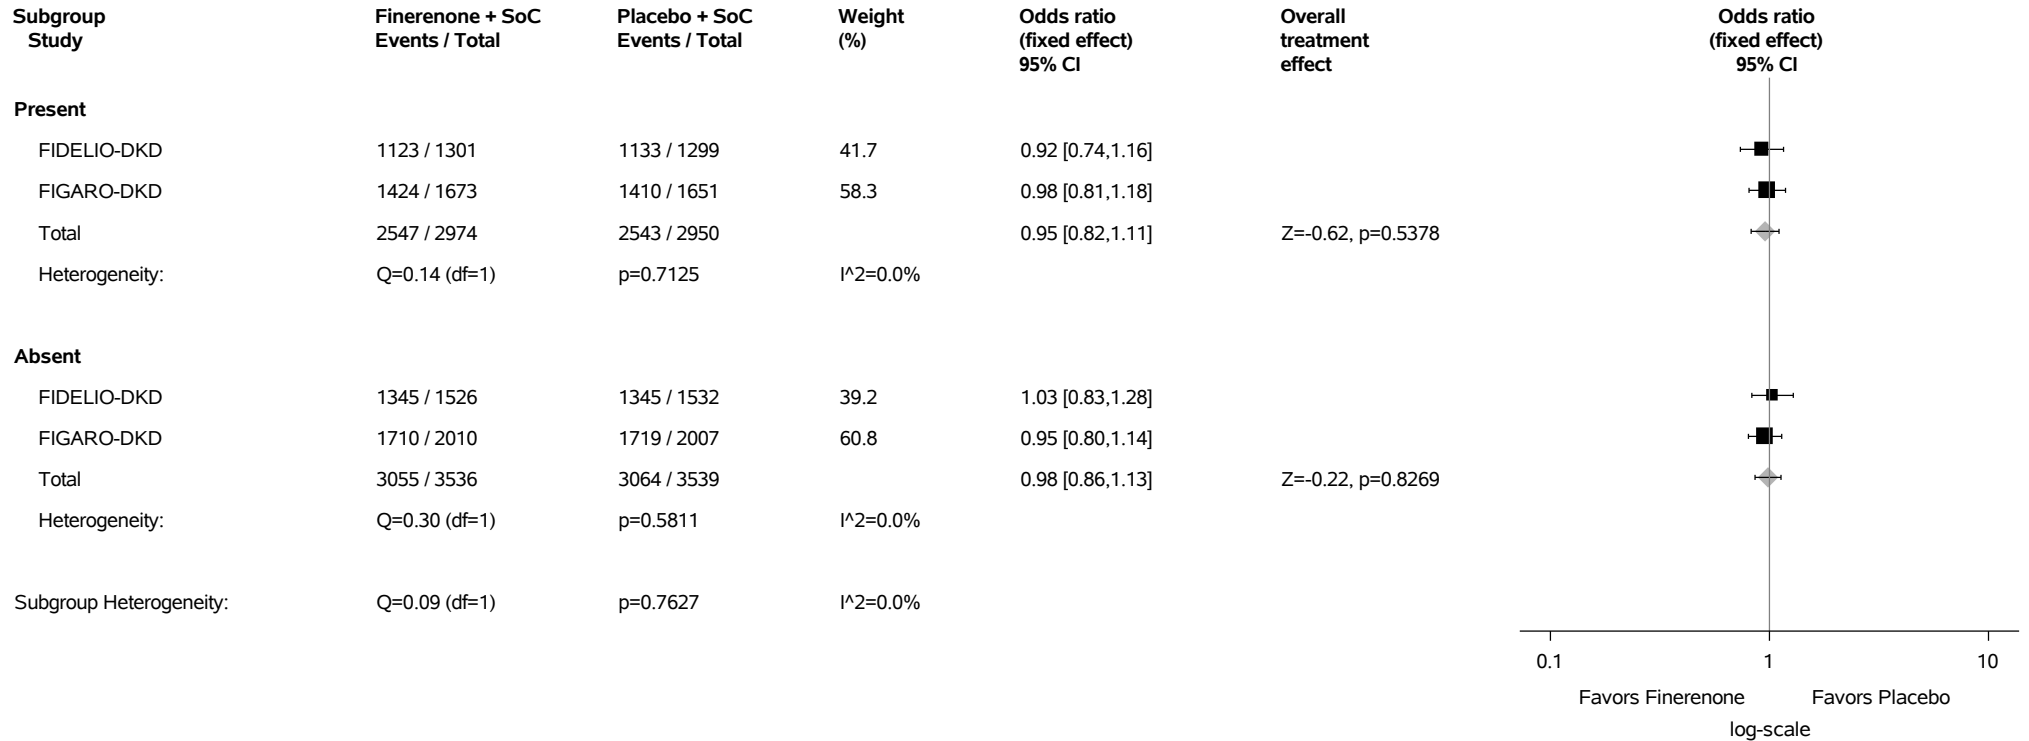 Subgroup Finerenone + SoC Placebo + SoC Weight Odds ratio Overall Odds ratio
Study Events / Total Events / Total (%) (fixed effect) treatment (fixed effect)
95% CI effect 95% CI
Present
FIDELIO-DKD 1123 / 1301 1133 / 1299 41.7 0.92 [0.74,1.16]
FIGARO-DKD 1424 / 1673 1410 / 1651 58.3 0.98 [0.81,1.18]
Total 2547 / 2974 2543 / 2950 0.95 [0.82,1.11] Z=-0.62, p=0.5378
Heterogeneity: Q=0.14 (df=1) p=0.7125 I^2=0.0%
Absent
FIDELIO-DKD 1345 / 1526 1345 / 1532 39.2 1.03 [0.83,1.28]
FIGARO-DKD 1710 / 2010 1719 / 2007 60.8 0.95 [0.80,1.14]
Total 3055 / 3536 3064 / 3539 0.98 [0.86,1.13] Z=-0.22, p=0.8269
Heterogeneity: Q=0.30 (df=1) p=0.5811 I^2=0.0%
Subgroup Heterogeneity: Q=0.09 (df=1) p=0.7627 I^2=0.0%
0.1 1 10
Favors Finerenone Favors Placebo
log-scale